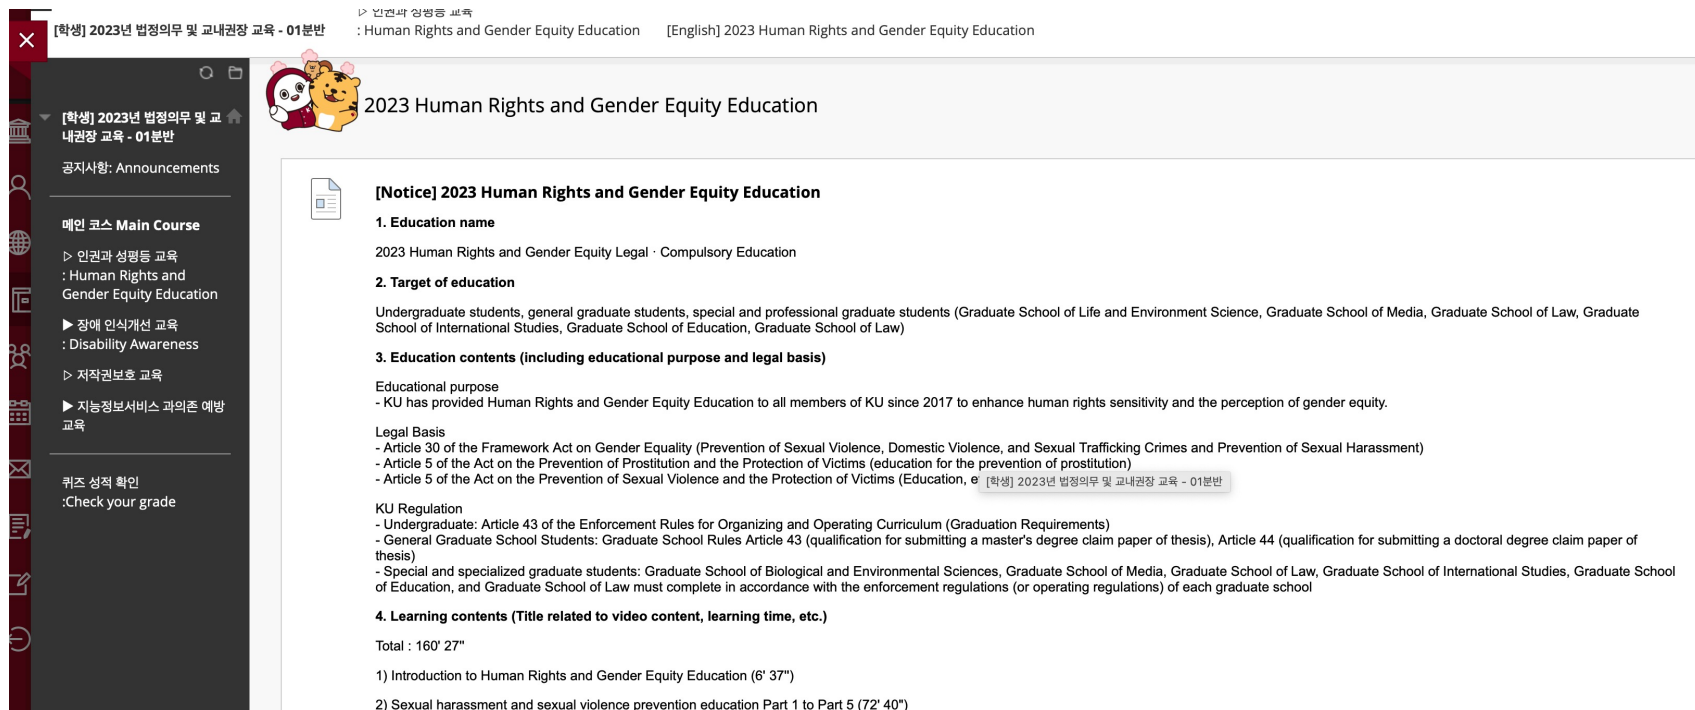 ▷ 인권과 성평등 교육
[학생] 2023년 법정의무 및 교내권장 교육 - 01분반
: Human Rights and Gender Equity Education
[English] 2023 Human Rights and Gender Equity Education
[학생] 2023년 법정의무 및 교
내권장 교육 - 01분반
공지사항: Announcements
메인 코스 Main Course
▷ 인권과 성평등 교육
: Human Rights and
Gender Equity Education
▶ 장애 인식개선 교육
: Disability Awareness
▷ 저작권보호 교육
▶ 지능정보서비스 과의존 예방
교육
퀴즈 성적 확인
:Check your grade
2023 Human Rights and Gender Equity Education
[Notice] 2023 Human Rights and Gender Equity Education
1. Education name
2023 Human Rights and Gender Equity Legal · Compulsory Education
2. Target of education
Undergraduate students, general graduate students, special and professional graduate students (Graduate School of Life and Environment Science, Graduate School of Media, Graduate School of Law, Graduate
School of International Studies, Graduate School of Education, Graduate School of Law)
3. Education contents (including educational purpose and legal basis)
Educational purpose
- KU has provided Human Rights and Gender Equity Education to all members of KU since 2017 to enhance human rights sensitivity and the perception of gender equity.
Legal Basis
- Article 30 of the Framework Act on Gender Equality (Prevention of Sexual Violence, Domestic Violence, and Sexual Trafficking Crimes and Prevention of Sexual Harassment)
- Article 5 of the Act on the Prevention of Prostitution and the Protection of Victims (education for the prevention of prostitution)
- Article 5 of the Act on the Prevention of Sexual Violence and the Protection of Victims (Education, e
[학생] 2023년 법정의무 및 교내권장 교육 - 01분반
KU Regulation
- Undergraduate: Article 43 of the Enforcement Rules for Organizing and Operating Curriculum (Graduation Requirements)
- General Graduate School Students: Graduate School Rules Article 43 (qualification for submitting a master's degree claim paper of thesis), Article 44 (qualification for submitting a doctoral degree claim paper of
thesis)
- Special and specialized graduate students: Graduate School of Biological and Environmental Sciences, Graduate School of Media, Graduate School of Law, Graduate School of International Studies, Graduate School
of Education, and Graduate School of Law must complete in accordance with the enforcement regulations (or operating regulations) of each graduate school
4. Learning contents (Title related to video content, learning time, etc.)
Total : 160' 27"
1) Introduction to Human Rights and Gender Equity Education (6' 37")
2) Sexual harassment and sexual violence prevention education Part 1 to Part 5 (72' 40")